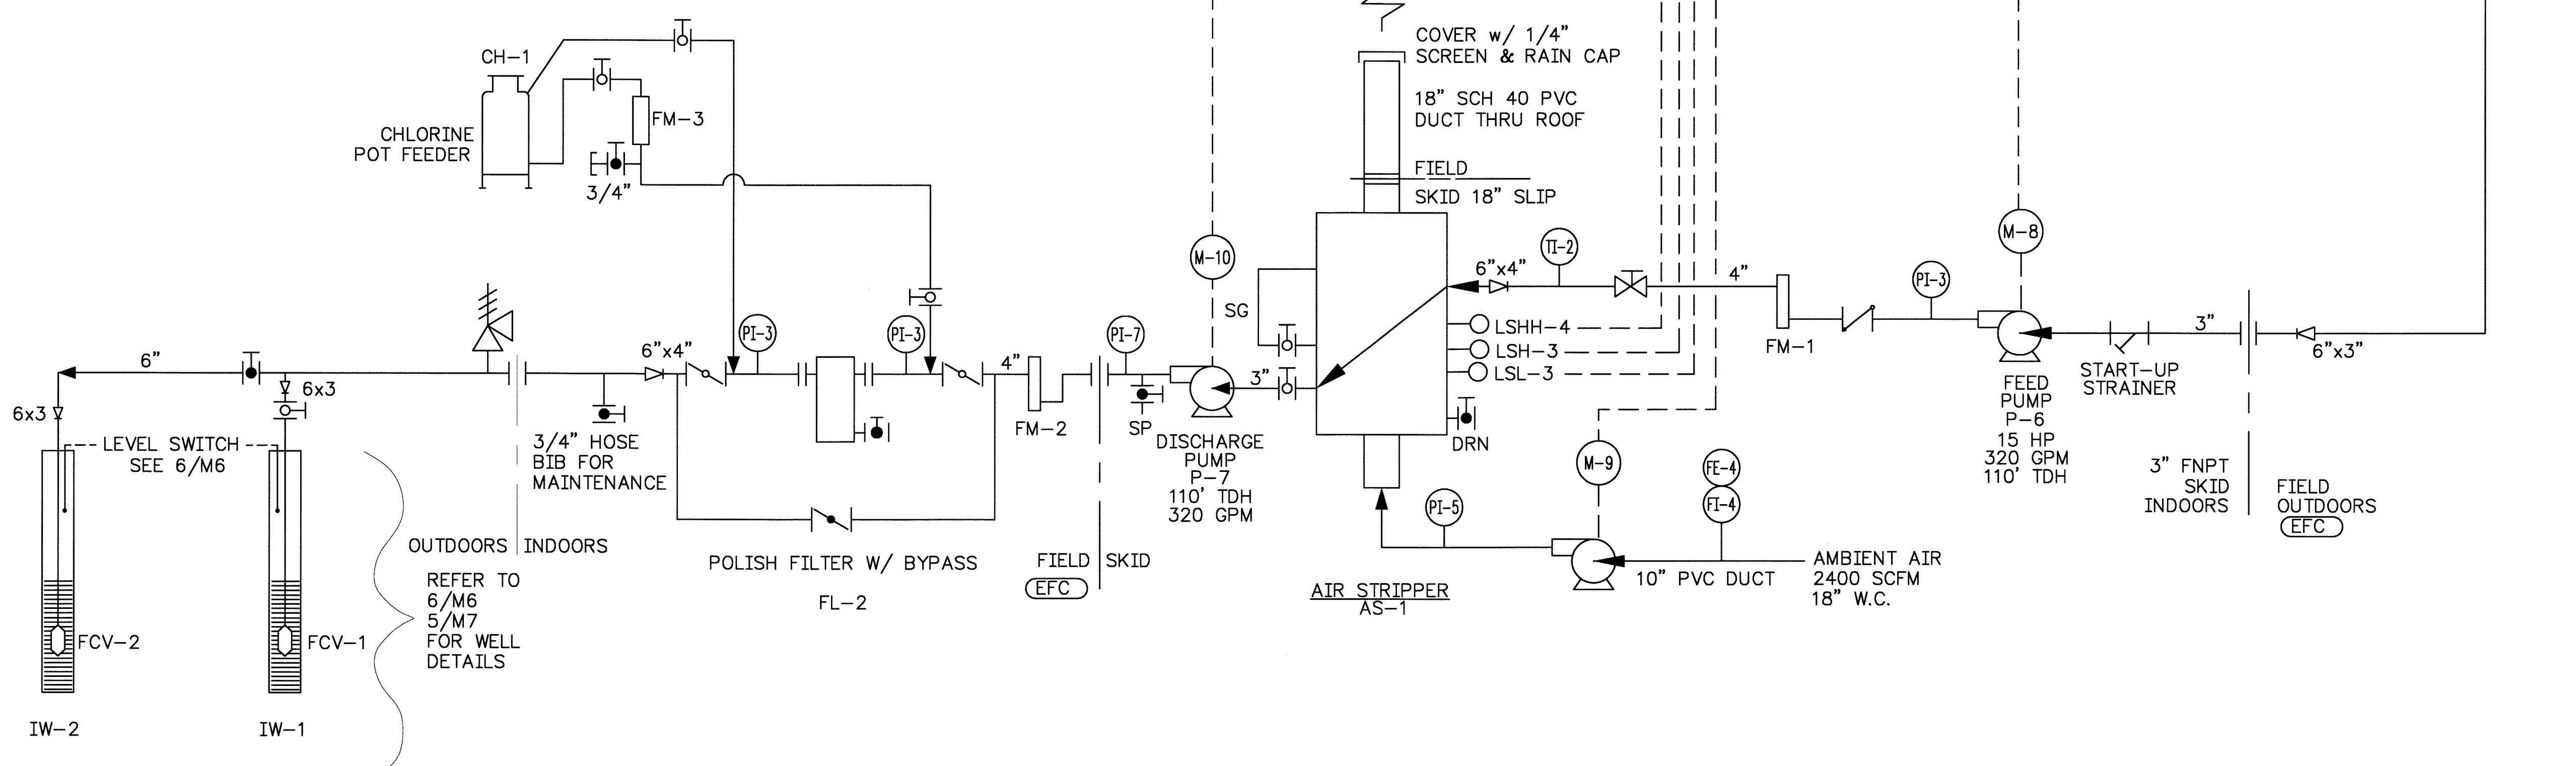 CH-1
CHLORINE
POT FEEDER
FM-3
3/4”
COVER w/ 1/4”
SCREEN & RAIN CAP
18” SCH 40 PVC
DUCT THRU ROOF
FIELD
SKID 18” SLIP
M-10
M-8
TI-2
6”x4”
4”
PI-3
SG
LSHH-4
LSH-3
LSL-3
FM-1
3”
6”x3”
START-UP
STRAINER
FEED
PUMP
P-6
15 HP
320 GPM
110’ TDH
3” FNPT
SKID
INDOORS
FIELD
OUTDOORS
EFC
6”
6x3
6x3
6”x4”
PI-3
PI-3
4”
PI-7
3”
FM-2
SP
DISCHARGE
PUMP
P-7
110’ TDH
320 GPM
DRN
LEVEL SWITCH
SEE 6/M6
3/4” HOSE
BIB FOR
MAINTENANCE
OUTDOORS
INDOORS
POLISH FILTER W/ BYPASS
FL-2
FIELD
SKID
EFC
M-9
FE-4
FI-4
PI-5
AIR STRIPPER
AS-1
10” PVC DUCT
AMBIENT AIR
2400 SCFM
18” W.C.
REFER TO
6/M6
5/M7
FOR WELL
DETAILS
FCV-2
FCV-1
IW-2
IW-1